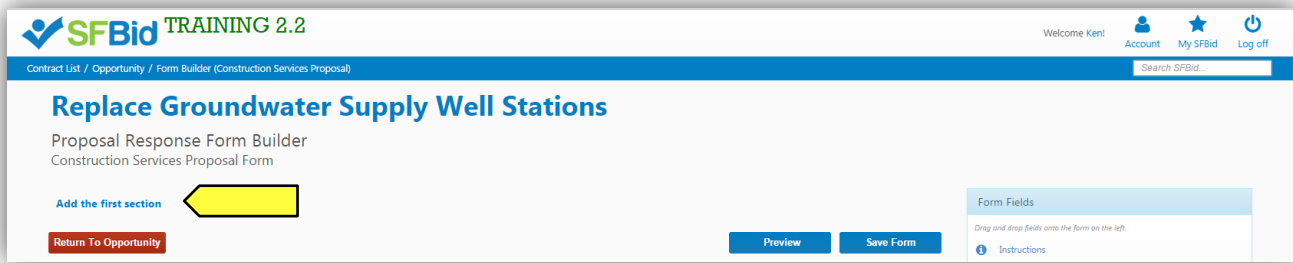 SFBid TRAINING 2.2
Welcome Ken!
Account
My SFBid
Log off
Contract List / Opportunity / Form Builder (Construction Services Proposal)
Search SFBid...
Replace Groundwater Supply Well Stations
Proposal Response Form Builder
Construction Services Proposal Form
Add the first section
Form Fields
Drag and drop fields onto the form on the left.
Return To Opportunity
Preview
Save Form
Instructions